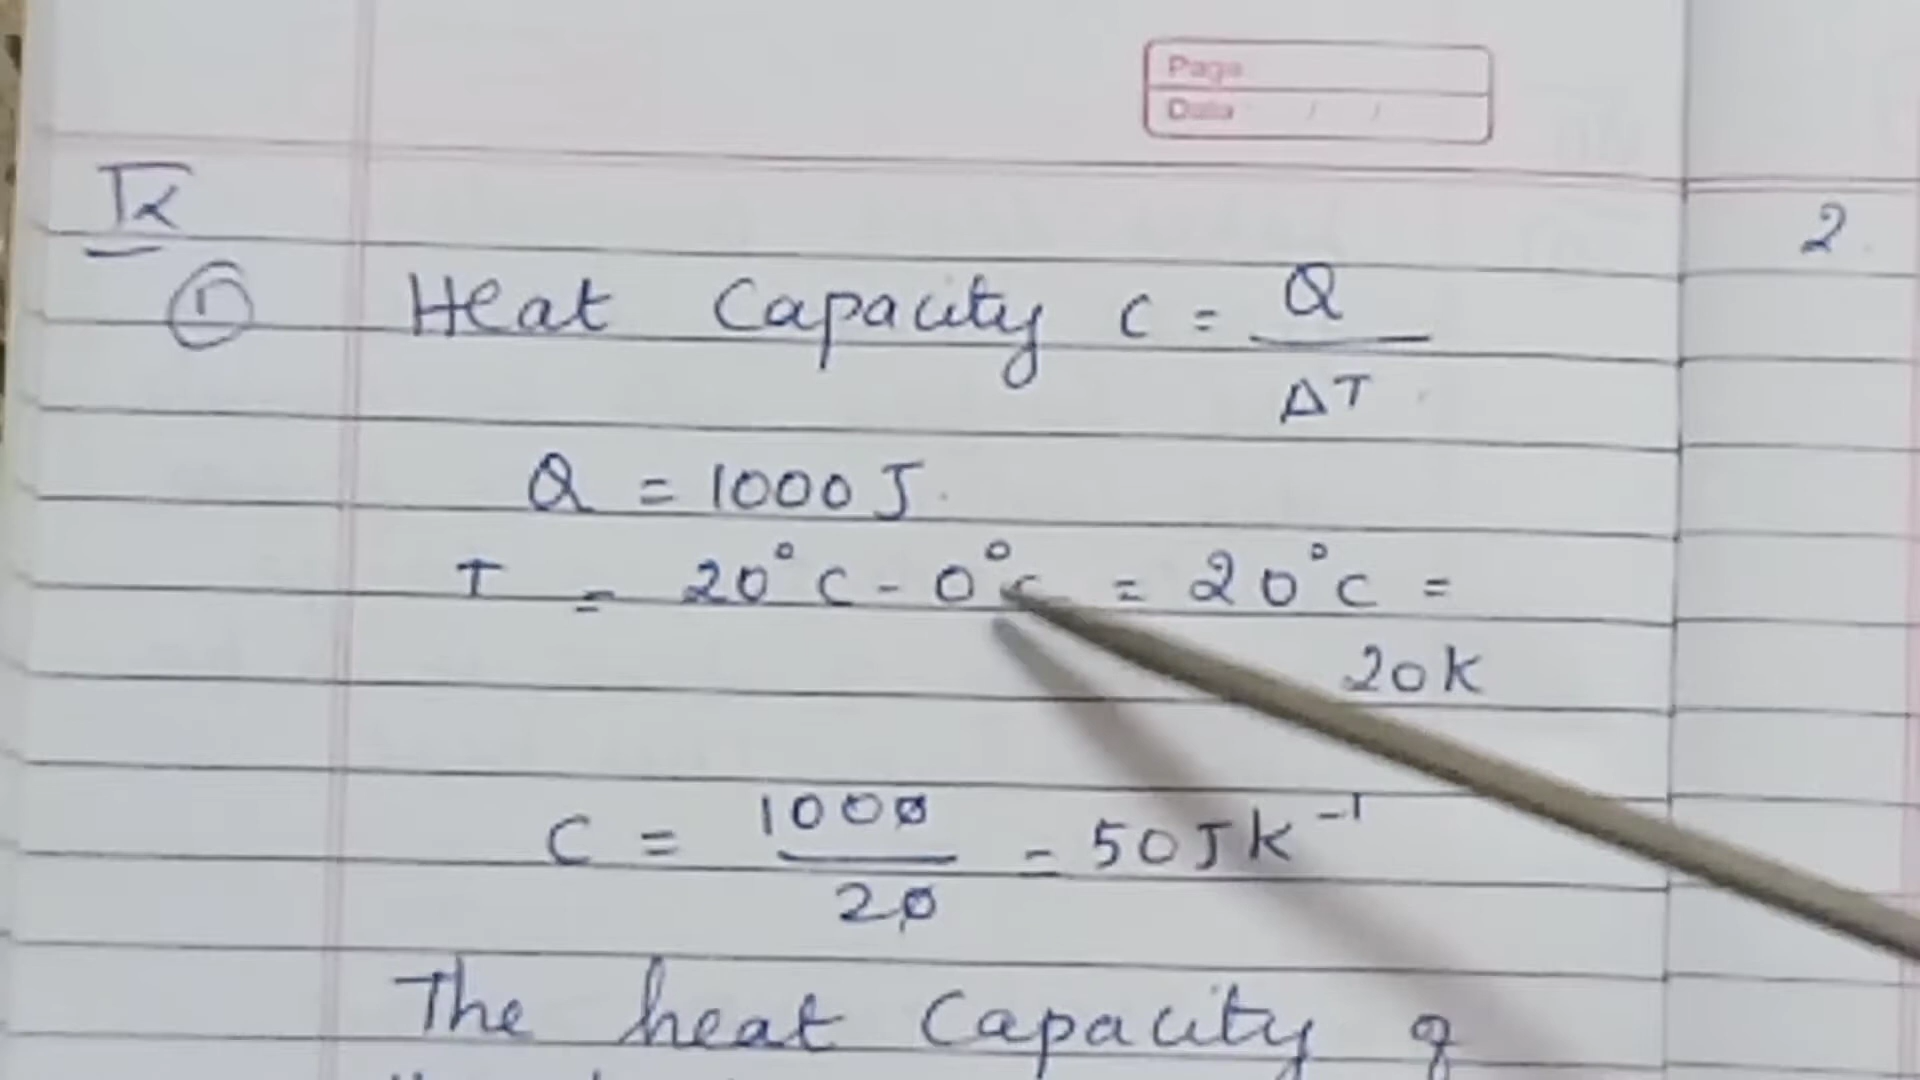 Page
Date / /
IX
2
① Heat Capacity C = Q / ΔT
Q = 1000 J.
T = 20°C - 0°C = 20°C =
20K
C = 1000 / 20 = 50 J K⁻¹
The heat Capacity of